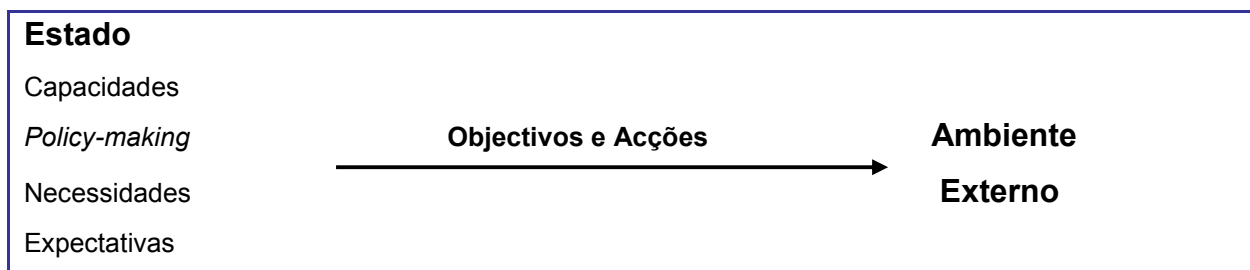 Estado
Capacidades
Policy-making
Objectivos e Acções
Ambiente
Necessidades
Externo
Expectativas